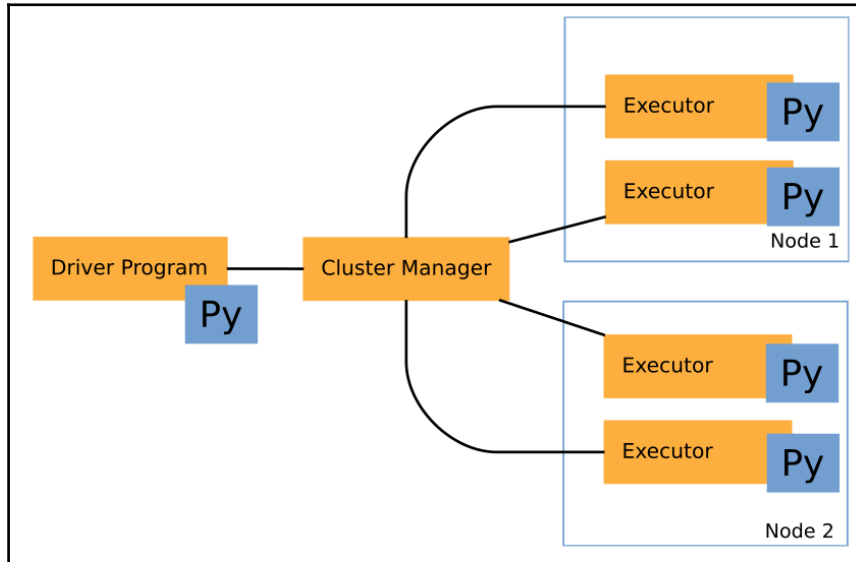 Executor
Py
Executor
Py
Node 1
Driver Program
Py
Cluster Manager
Executor
Py
Executor
Py
Node 2